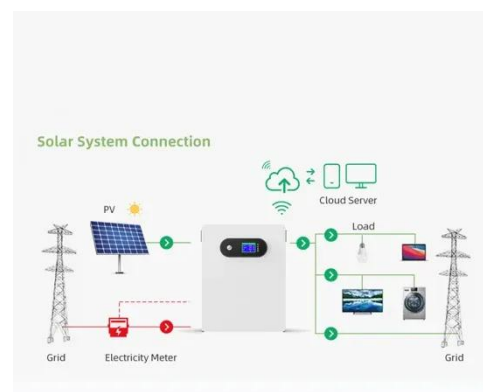 Solar System Connection
Cloud Server
PV
Load
Grid
Electricity Meter
Grid